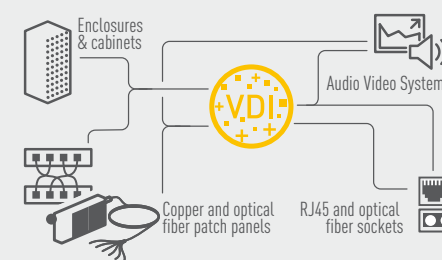 Enclosures
& cabinets
VDI
Audio Video System
Copper and optical
fiber patch panels
RJ45 and optical
fiber sockets